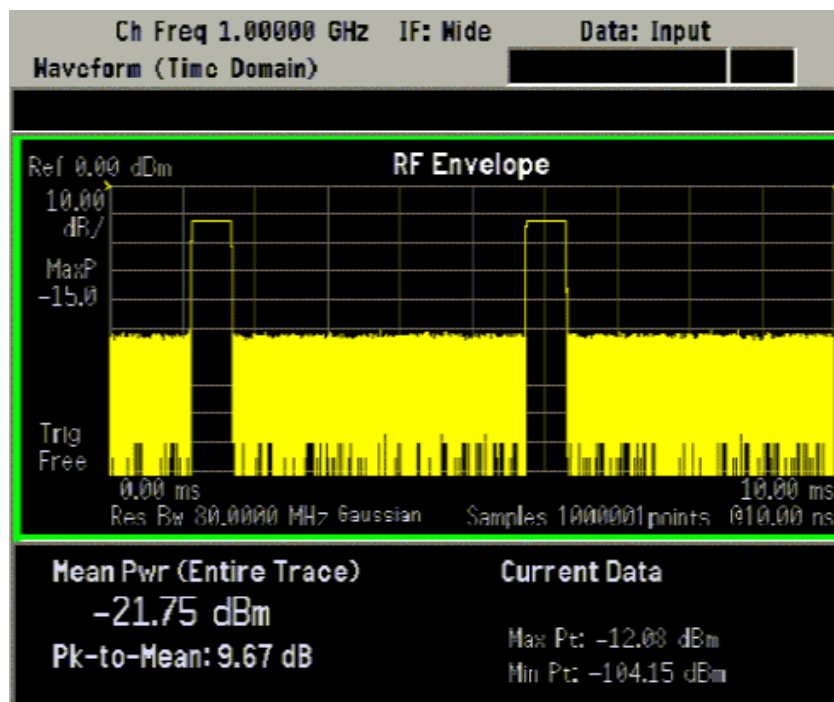 Ch Freq 1.00000 GHz IF: Wide Data: Input
Waveform (Time Domain)
Ref 0.00 dBm RF Envelope
10.00
dB/
MaxP
-15.0
Trig
Free
0.00 ms 10.00 ms
Res BW 80.0000 MHz Gaussian Samples 1000001 points @10.00 ns
Mean Pwr (Entire Trace) Current Data
-21.75 dBm
Max Pt: -12.08 dBm
Pk-to-Mean: 9.67 dB
Min Pt: -104.15 dBm